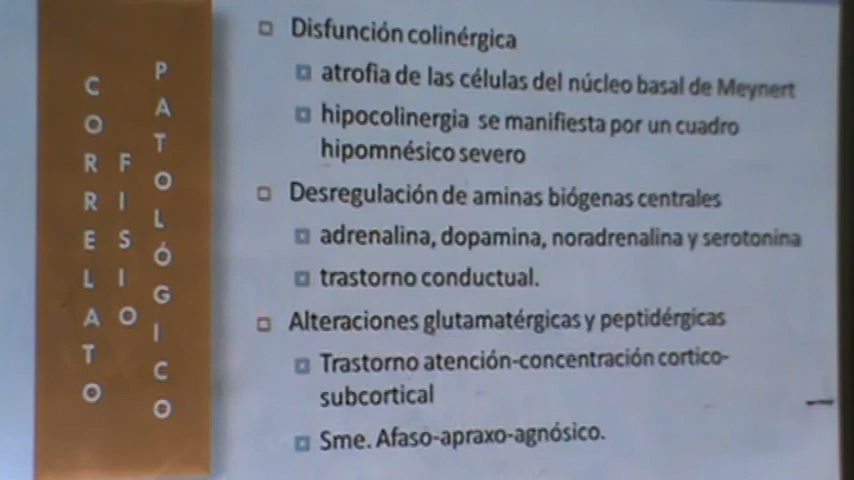 CORRELATO
FISIO
PATOLÓGICO
Disfunción colinérgica
atrofia de las células del núcleo basal de Meynert
hipocolinergia se manifiesta por un cuadro
hipomnésico severo
Desregulación de aminas biógenas centrales
adrenalina, dopamina, noradrenalina y serotonina
trastorno conductual.
Alteraciones glutamatérgicas y peptidérgicas
Trastorno atención-concentración cortico-
subcortical
Sme. Afaso-apraxo-agnósico.